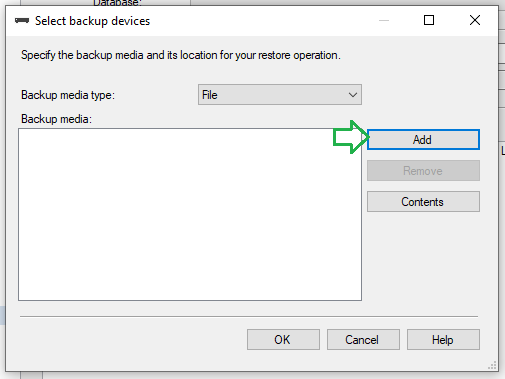 Database:
Select backup devices
Specify the backup media and its location for your restore operation.
Backup media type:
File
Backup media:
Add
Remove
Contents
OK
Cancel
Help